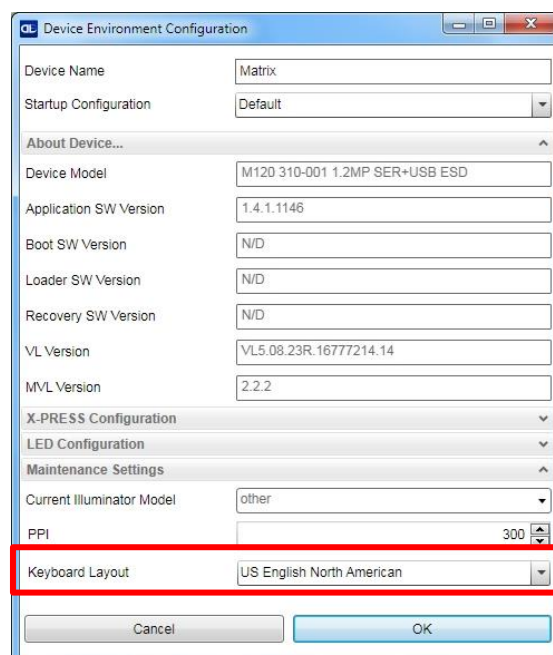 DL Device Environment Configuration
Device Name Matrix
Startup Configuration Default
About Device...
Device Model M120 310-001 1.2MP SER+USB ESD
Application SW Version 1.4.1.1146
Boot SW Version N/D
Loader SW Version N/D
Recovery SW Version N/D
VL Version VL5.08.23R.16777214.14
MVL Version 2.2.2
X-PRESS Configuration
LED Configuration
Maintenance Settings
Current Illuminator Model other
PPI 300
Keyboard Layout US English North American
Cancel OK